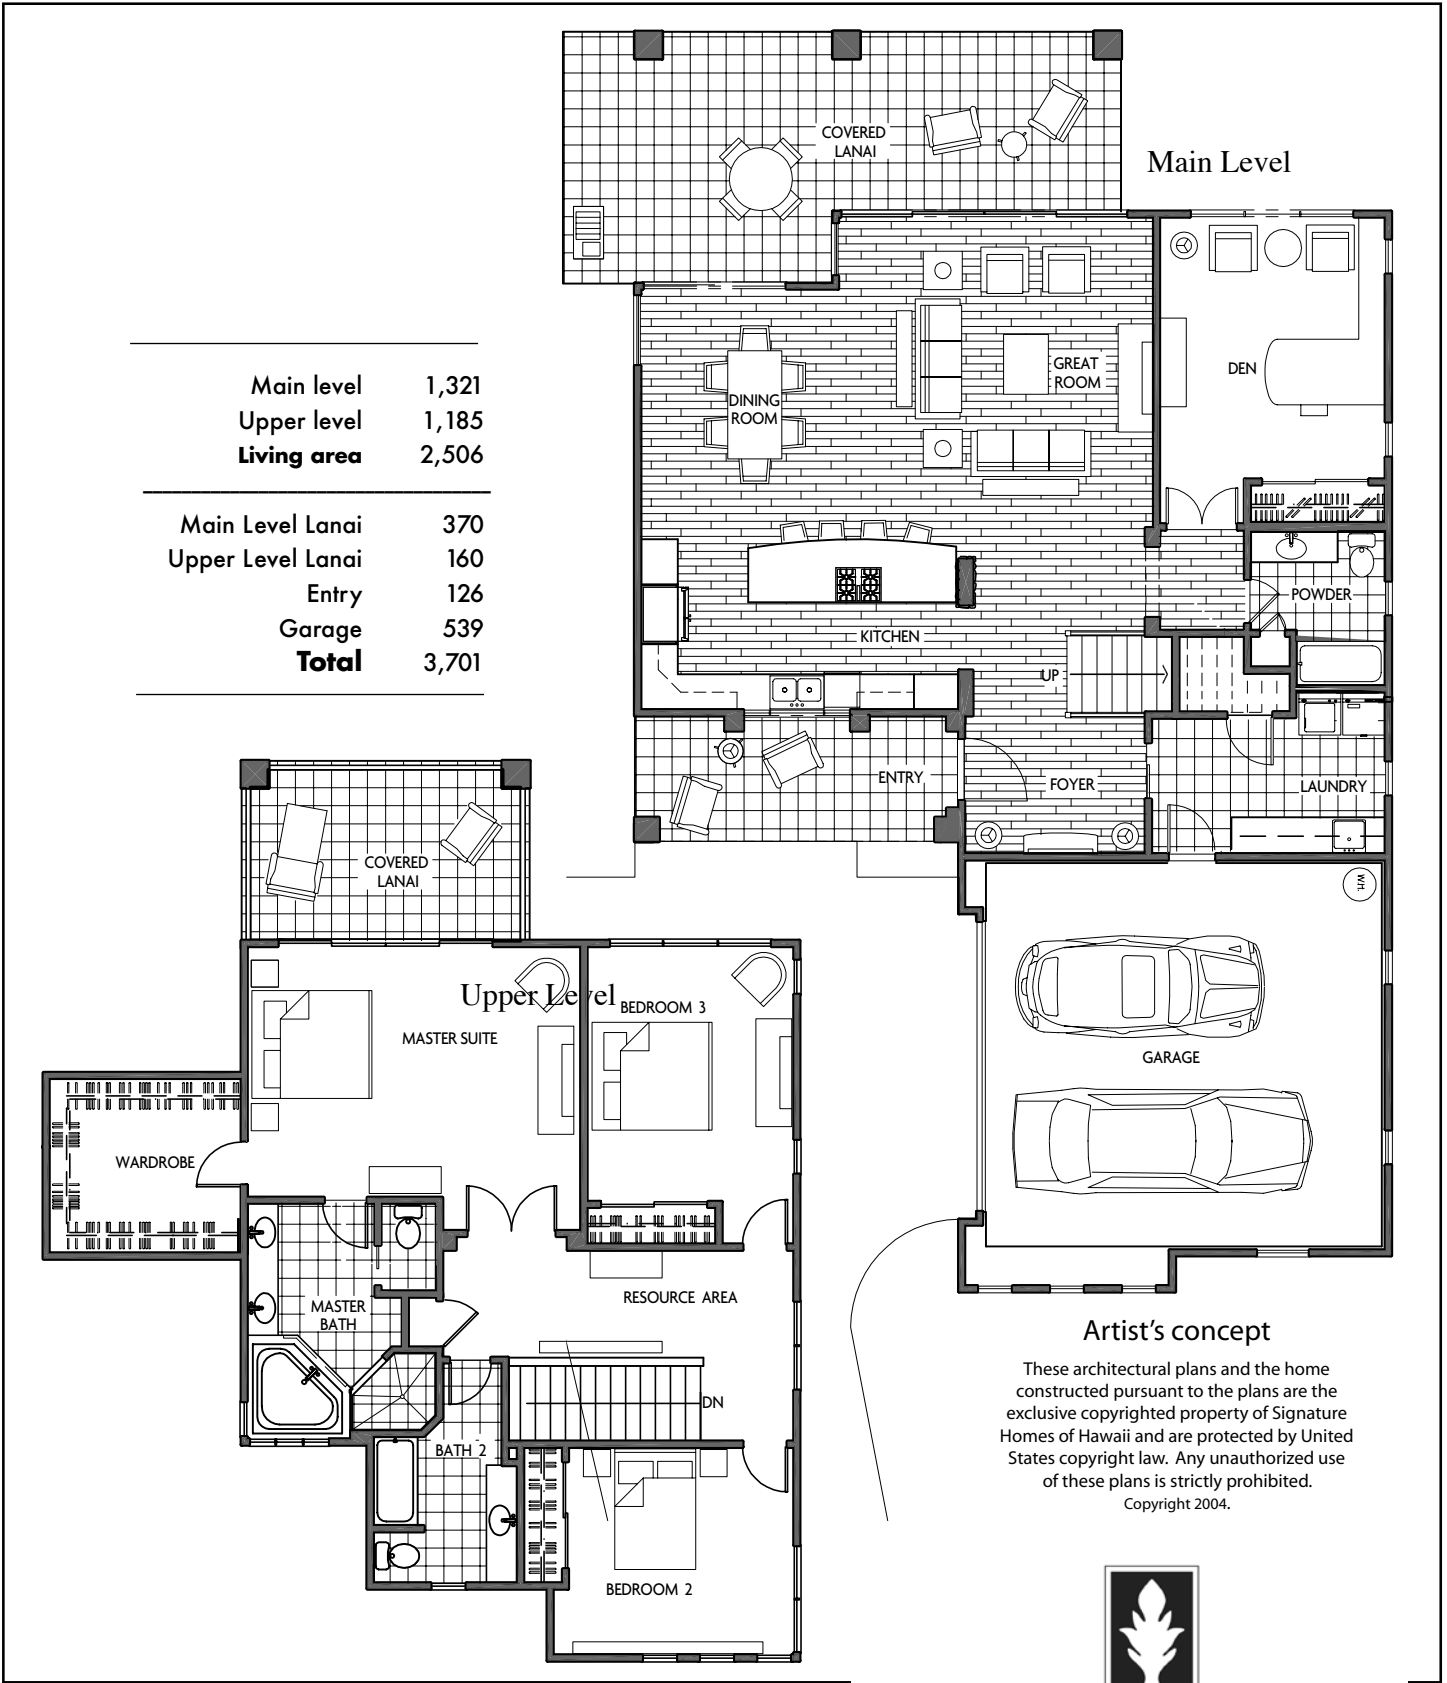 Main Level
COVERED
LANAI
GREAT
ROOM
DEN
DINING
ROOM
KITCHEN
POWDER
UP
ENTRY
FOYER
LAUNDRY
W.H.
GARAGE
Main level 1,321
Upper level 1,185
Living area 2,506
Main Level Lanai 370
Upper Level Lanai 160
Entry 126
Garage 539
Total 3,701
COVERED
LANAI
Upper Level
BEDROOM 3
MASTER SUITE
WARDROBE
RESOURCE AREA
MASTER
BATH
DN
BATH 2
BEDROOM 2
Artist’s concept
These architectural plans and the home
constructed pursuant to the plans are the
exclusive copyrighted property of Signature
Homes of Hawaii and are protected by United
States copyright law. Any unauthorized use
of these plans is strictly prohibited.
Copyright 2004.